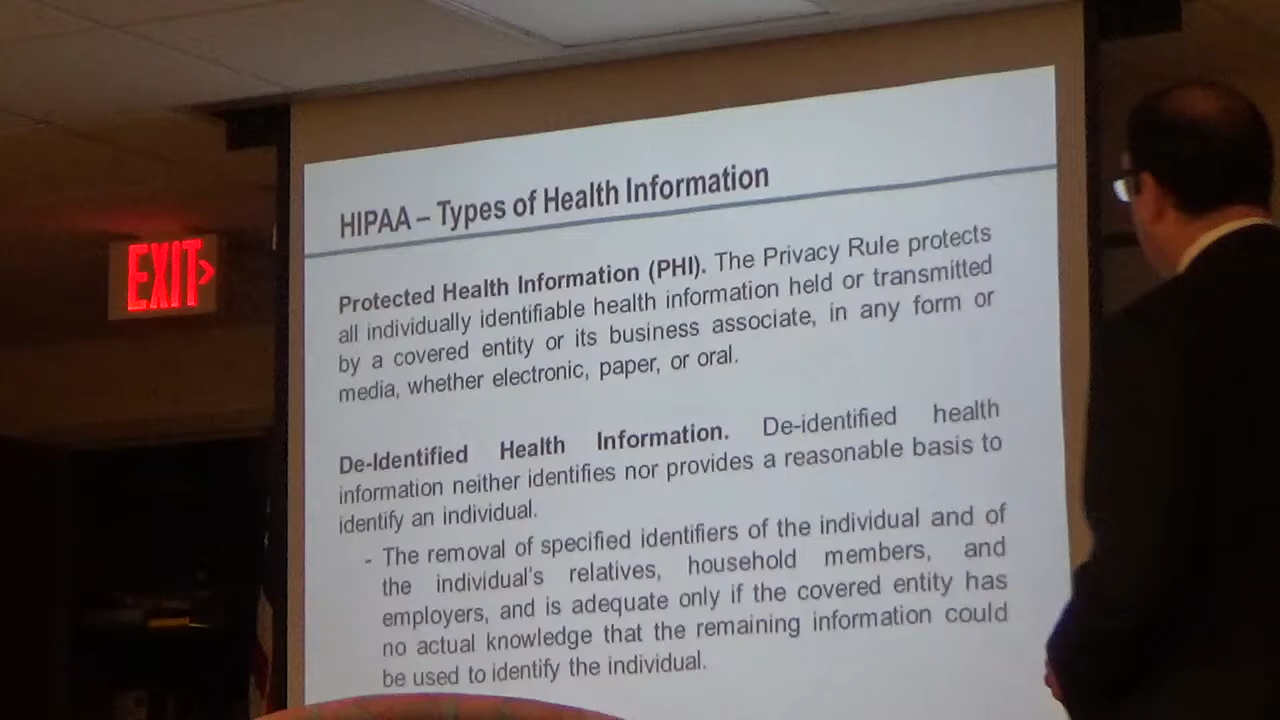 HIPAA – Types of Health Information
EXIT
Protected Health Information (PHI). The Privacy Rule protects
all individually identifiable health information held or transmitted
by a covered entity or its business associate, in any form or
media, whether electronic, paper, or oral.
De-Identified Health Information. De-identified health
information neither identifies nor provides a reasonable basis to
identify an individual.
- The removal of specified identifiers of the individual and of
the individual's relatives, household members, and
employers, and is adequate only if the covered entity has
no actual knowledge that the remaining information could
be used to identify the individual.